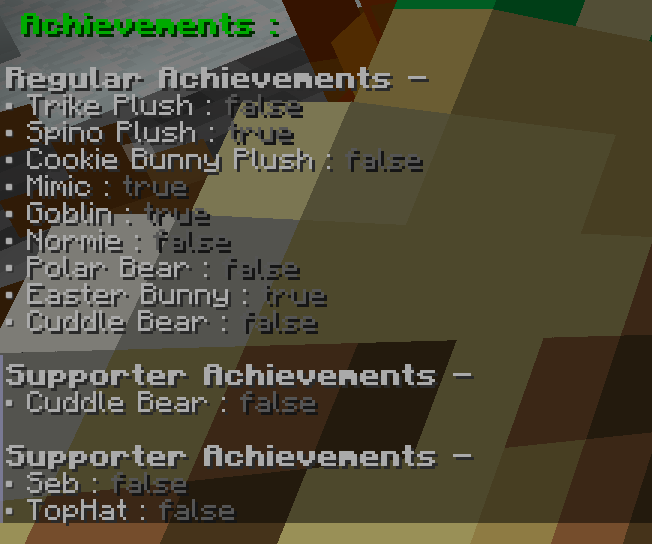 Achievements :
Regular Achievements -
• Trike Plush : false
• Spino Plush : true
• Cookie Bunny Plush : false
• Mimic : true
• Goblin : true
• Normie : false
• Polar Bear : false
• Easter Bunny : true
• Cuddle Bear : false
Supporter Achievements -
• Cuddle Bear : false
Supporter Achievements -
• Seb : false
• TopHat : false